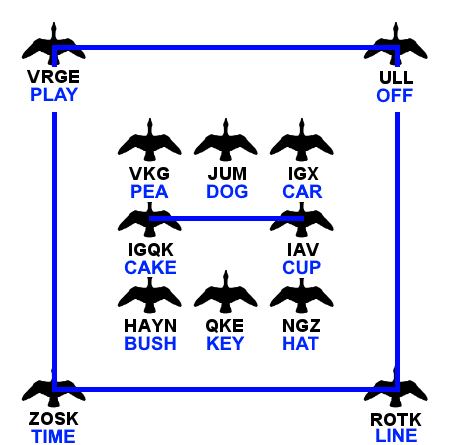 VRGE ULL
PLAY OFF
VKG JUM IGX
PEA DOG CAR
IGQK IAV
CAKE CUP
HAYN QKE NGZ
BUSH KEY HAT
ZOSK ROTK
TIME LINE